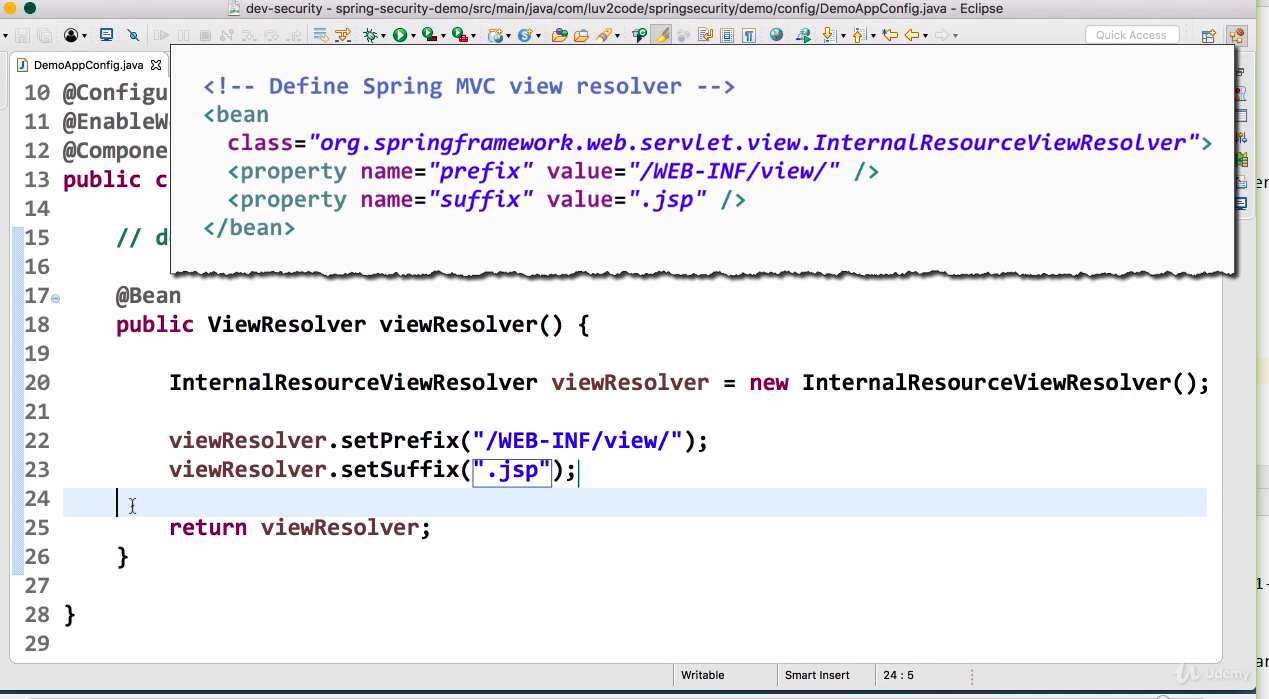 dev-security - spring-security-demo/src/main/java/com/luv2code/springsecurity/demo/config/DemoAppConfig.java - Eclipse
Quick Access
DemoAppConfig.java
<!-- Define Spring MVC view resolver -->
<bean
class="org.springframework.web.servlet.view.InternalResourceViewResolver">
<property name="prefix" value="/WEB-INF/view/" />
<property name="suffix" value=".jsp" />
</bean>
10 @Configu
11 @EnableW
12 @Compone
13 public c
14
15 // d
16
17 @Bean
18 public ViewResolver viewResolver() {
19
20 InternalResourceViewResolver viewResolver = new InternalResourceViewResolver();
21
22 viewResolver.setPrefix("/WEB-INF/view/");
23 viewResolver.setSuffix(".jsp");
24
25 return viewResolver;
26 }
27
28 }
29
Writable
Smart Insert
24 : 5
Udemy